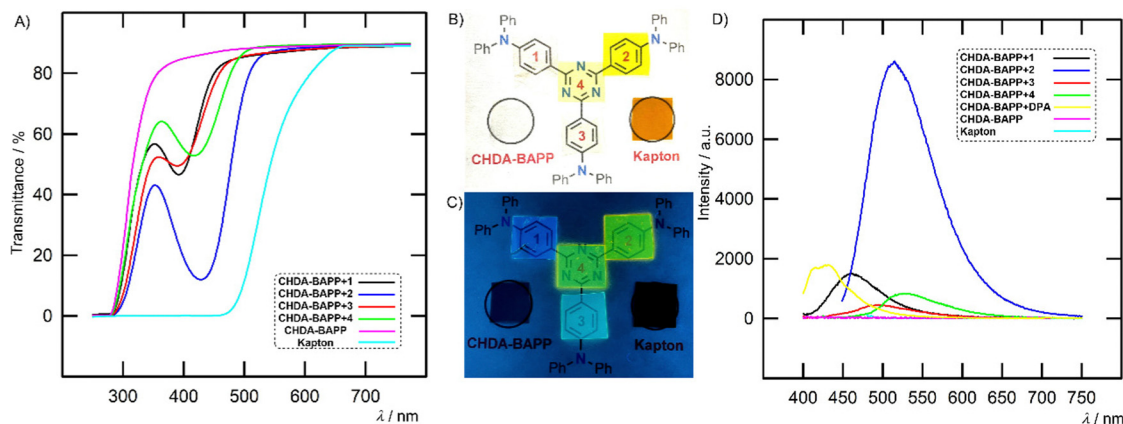 A)
Transmittance / %
80
60
40
20
0
CHDA-BAPP+1
CHDA-BAPP+2
CHDA-BAPP+3
CHDA-BAPP+4
CHDA-BAPP
Kapton
300 400 500 600 700
λ / nm
B)
Ph Ph
Ph N N Ph
1 2
N N
4
N
3
CHDA-BAPP Kapton
N
Ph Ph
C)
Ph Ph
Ph N N Ph
1 2
N N
4
N
3
CHDA-BAPP Kapton
N
Ph Ph
D)
Intensity / a.u.
8000
6000
4000
2000
0
CHDA-BAPP+1
CHDA-BAPP+2
CHDA-BAPP+3
CHDA-BAPP+4
CHDA-BAPP+DPA
CHDA-BAPP
Kapton
400 450 500 550 600 650 700 750
λ / nm